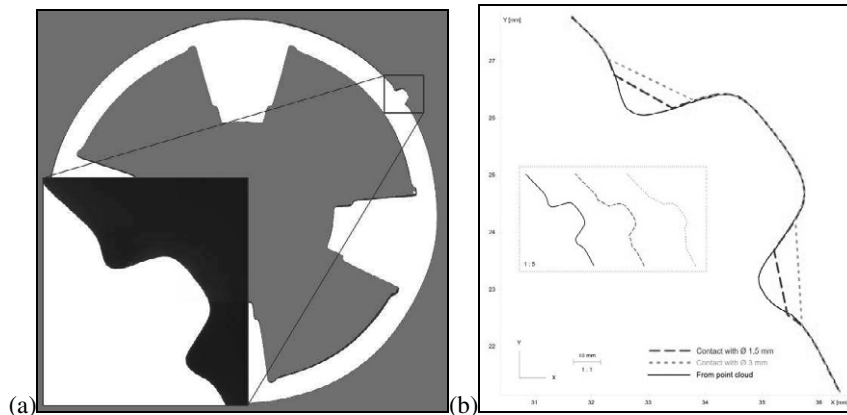 (a)
(b)
Y [mm]
27
26
25
24
23
22
1 : 5
Y
X
10 mm
1 : 1
Contact with Ø 1,5 mm
Contact with Ø 3 mm
From point cloud
31
32
33
34
35
36
X [mm]